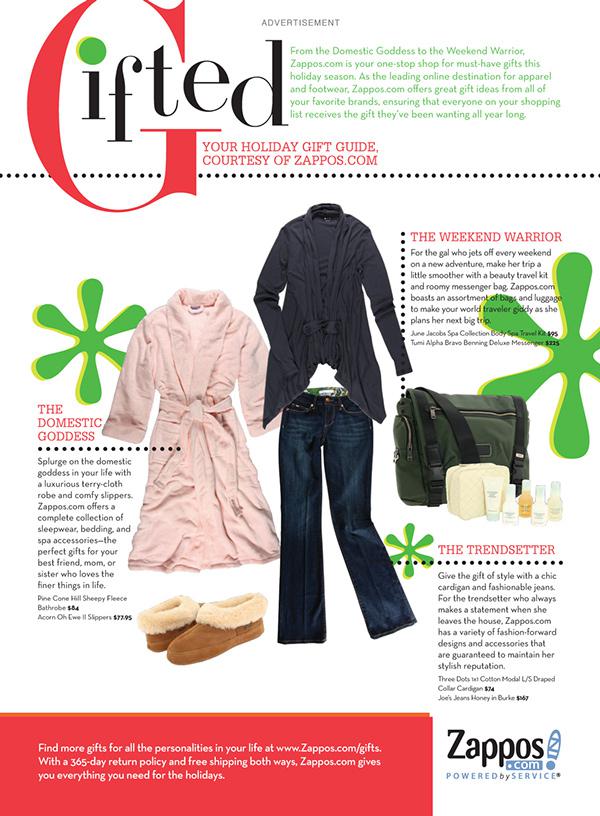 ADVERTISEMENT
Gifted
From the Domestic Goddess to the Weekend Warrior,
Zappos.com is your one-stop shop for must-have gifts this
holiday season. As the leading online destination for apparel
and footwear, Zappos.com offers great gift ideas from all of
your favorite brands, ensuring that everyone on your shopping
list receives the gift they've been wanting all year long.
YOUR HOLIDAY GIFT GUIDE,
COURTESY OF ZAPPOS.COM
THE WEEKEND WARRIOR
For the gal who jets off every weekend
on a new adventure, make her trip a
little smoother with a beauty travel kit
and roomy messenger bag. Zappos.com
boasts an assortment of bags and luggage
to make your world traveler giddy as she
plans her next big trip.
June Jacobs Spa Collection Body Spa Travel Kit $95
Tumi Alpha Bravo Benning Deluxe Messenger $225
THE
DOMESTIC
GODDESS
Splurge on the domestic
goddess in your life with
a luxurious terry-cloth
robe and comfy slippers.
Zappos.com offers a
complete collection of
sleepwear, bedding, and
spa accessories—the
perfect gifts for your
best friend, mom, or
sister who loves the
finer things in life.
Pine Cone Hill Sheepy Fleece
Bathrobe $84
Acorn Oh Ewe II Slippers $77.95
THE TRENDSETTER
Give the gift of style with a chic
cardigan and fashionable jeans.
For the trendsetter who always
makes a statement when she
leaves the house, Zappos.com
has a variety of fashion-forward
designs and accessories that
are guaranteed to maintain her
stylish reputation.
Three Dots 1x1 Cotton Modal L/S Draped
Collar Cardigan $74
Joe's Jeans Honey in Burke $167
Find more gifts for all the personalities in your life at www.Zappos.com/gifts.
With a 365-day return policy and free shipping both ways, Zappos.com gives
you everything you need for the holidays.
Zappos
.com
POWERED by SERVICE®